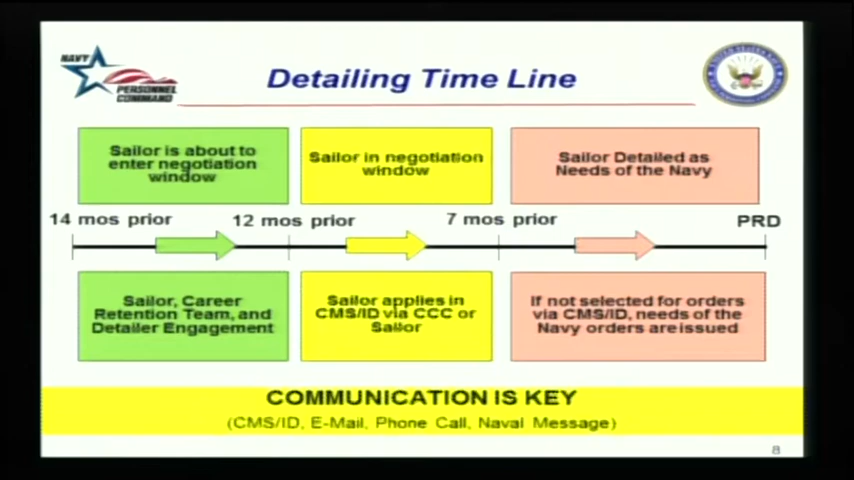 NAVY
PERSONNEL
COMMAND
Detailing Time Line
Sailor is about to
enter negotiation
window
Sailor in negotiation
window
Sailor Detailed as
Needs of the Navy
14 mos prior
12 mos prior
7 mos prior
PRD
Sailor, Career
Retention Team, and
Detailer Engagement
Sailor applies in
CMS/ID via CCC or
Sailor
If not selected for orders
via CMS/ID, needs of the
Navy orders are issued
COMMUNICATION IS KEY
(CMS/ID, E-Mail, Phone Call, Naval Message)
8